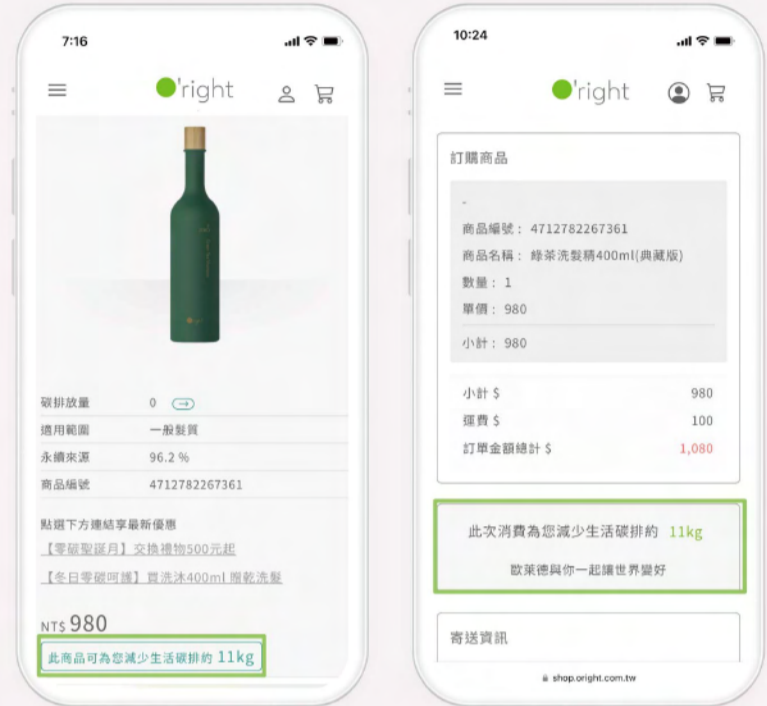 7:16
O'right
碳排放量 0
適用範圍 一般髮質
永續來源 96.2 %
商品編號 4712782267361
點選下方連結享最新優惠
【零碳聖誕月】交換禮物500元起
【冬日零碳呵護】買洗沐400ml 贈乾洗髮
NT$ 980
此商品可為您減少生活碳排約 11kg
10:24
O'right
訂購商品
-
商品編號： 4712782267361
商品名稱： 綠茶洗髮精400ml(典藏版)
數量： 1
單價： 980
小計： 980
小計 $ 980
運費 $ 100
訂單金額總計 $ 1,080
此次消費為您減少生活碳排約 11kg
歐萊德與你一起讓世界變好
寄送資訊
shop.oright.com.tw